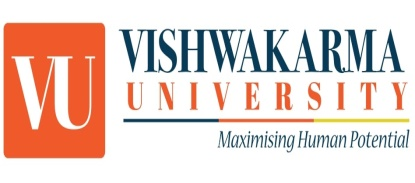 VU
VISHWAKARMA
UNIVERSITY
Maximising Human Potential